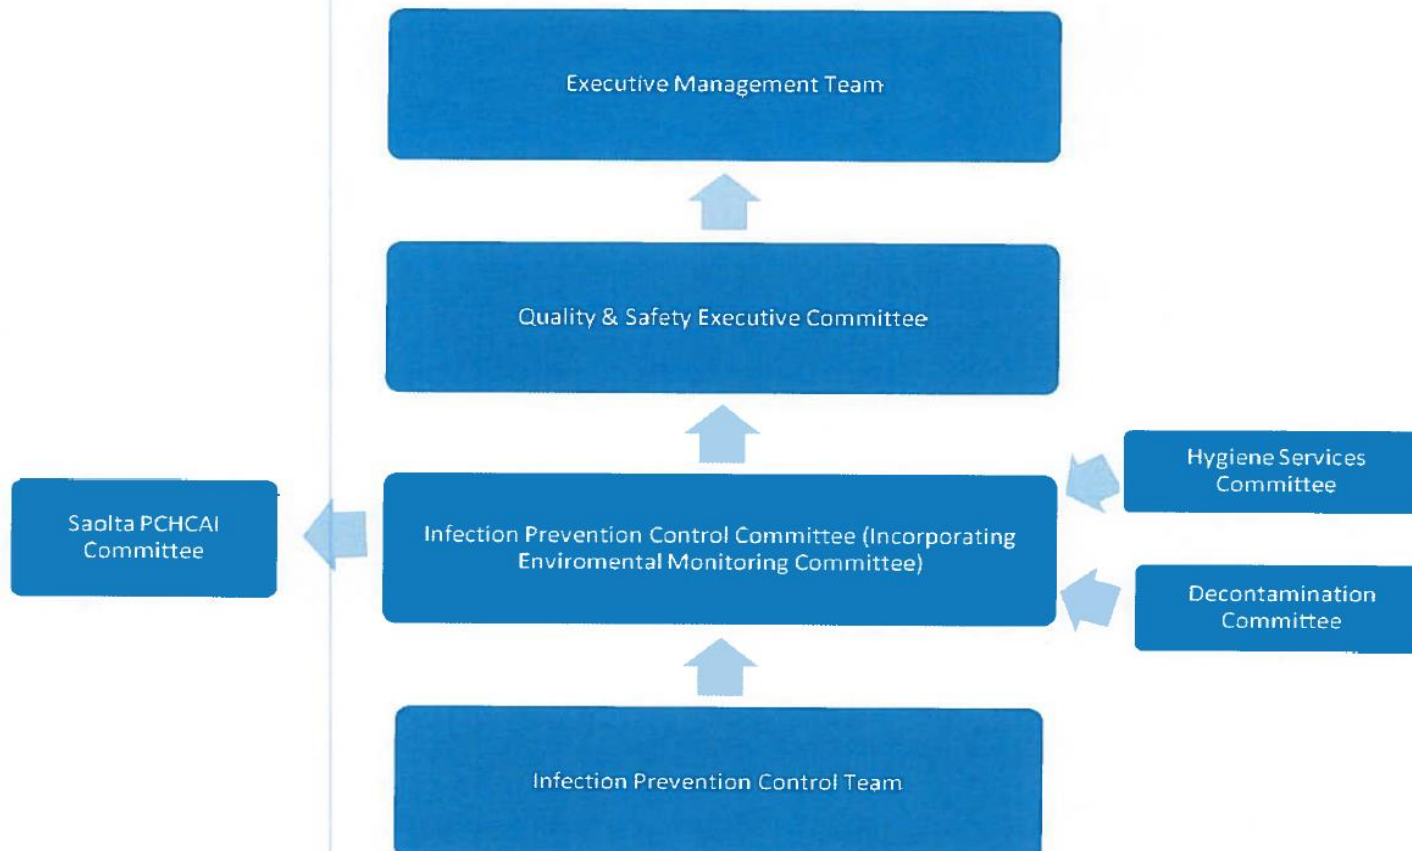 Executive Management Team
Quality & Safety Executive Committee
Hygiene Services
Committee
Saolta PCHCAI
Committee
Infection Prevention Control Committee (Incorporating
Enviromental Monitoring Committee)
Decontamination
Committee
Infection Prevention Control Team